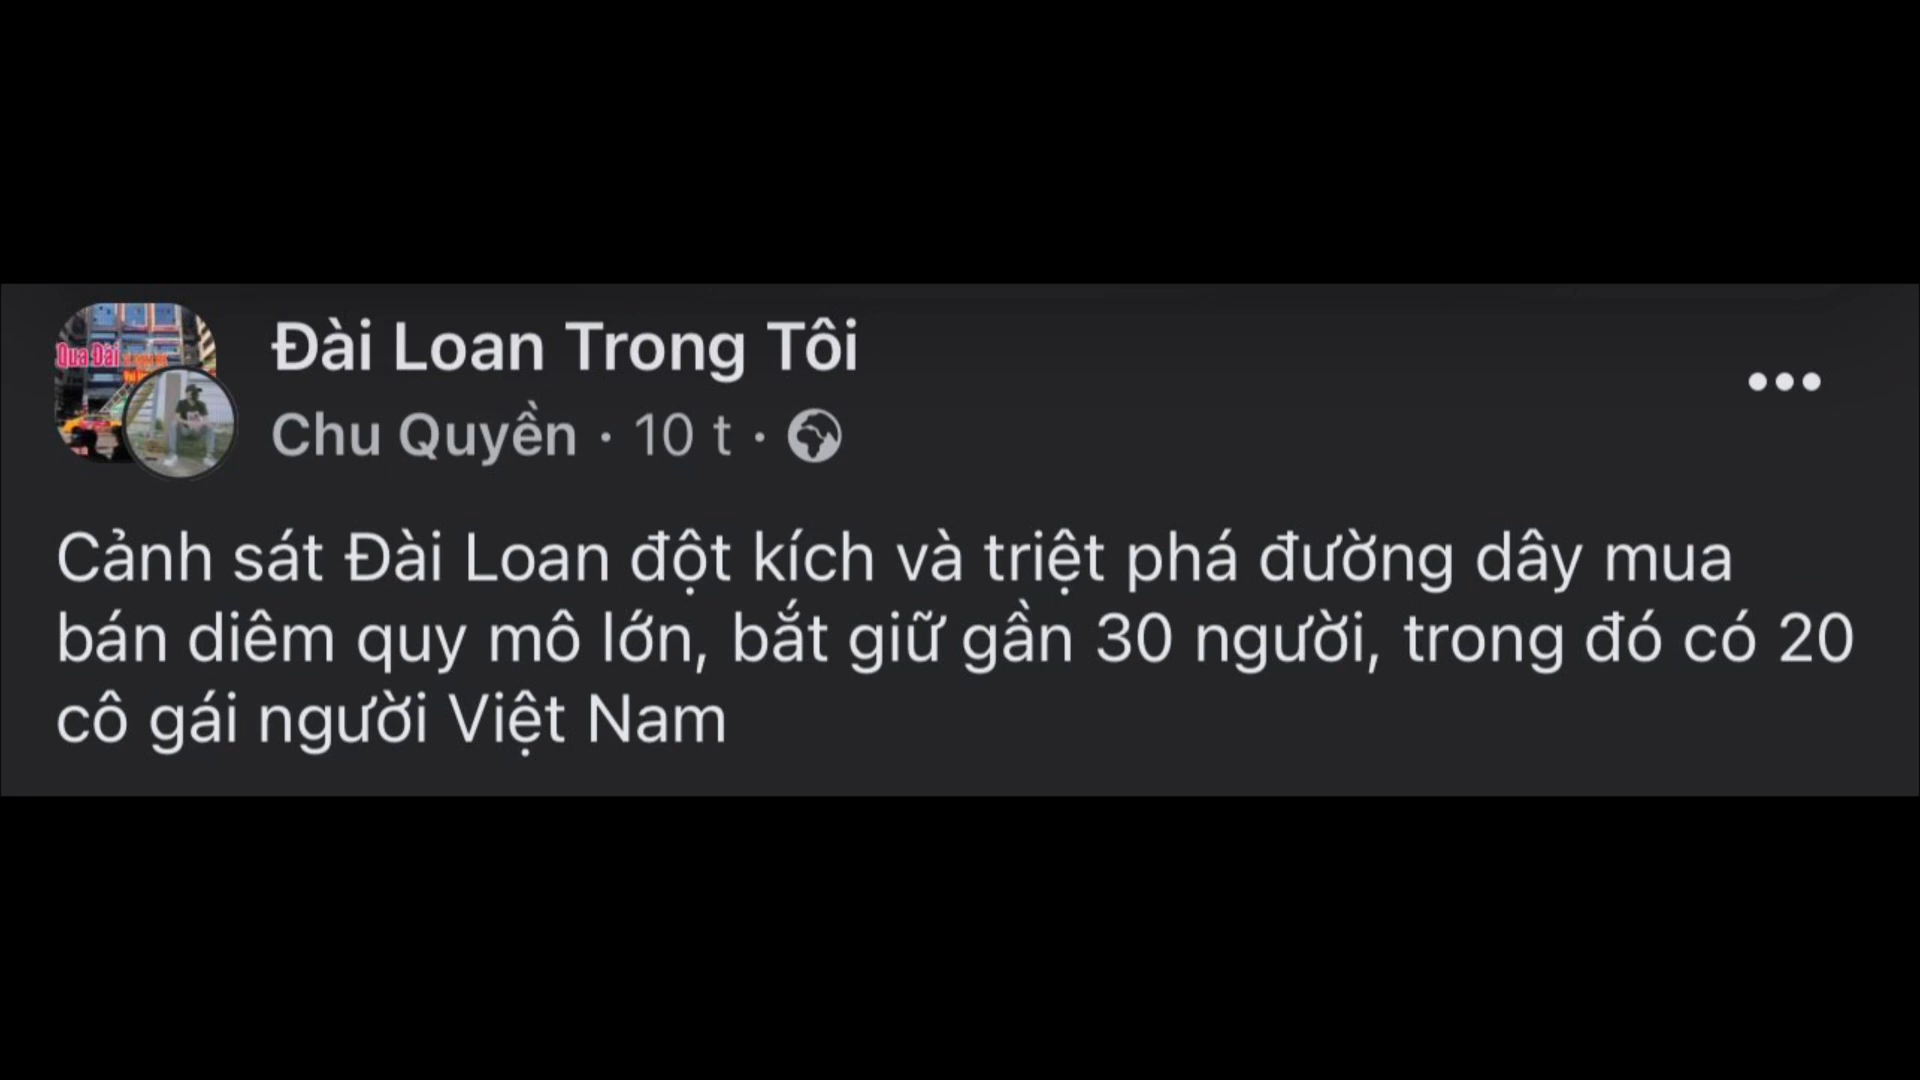 Qua Đài
Đài Loan Trong Tôi
Chu Quyền · 10 t ·
Cảnh sát Đài Loan đột kích và triệt phá đường dây mua
bán diêm quy mô lớn, bắt giữ gần 30 người, trong đó có 20
cô gái người Việt Nam